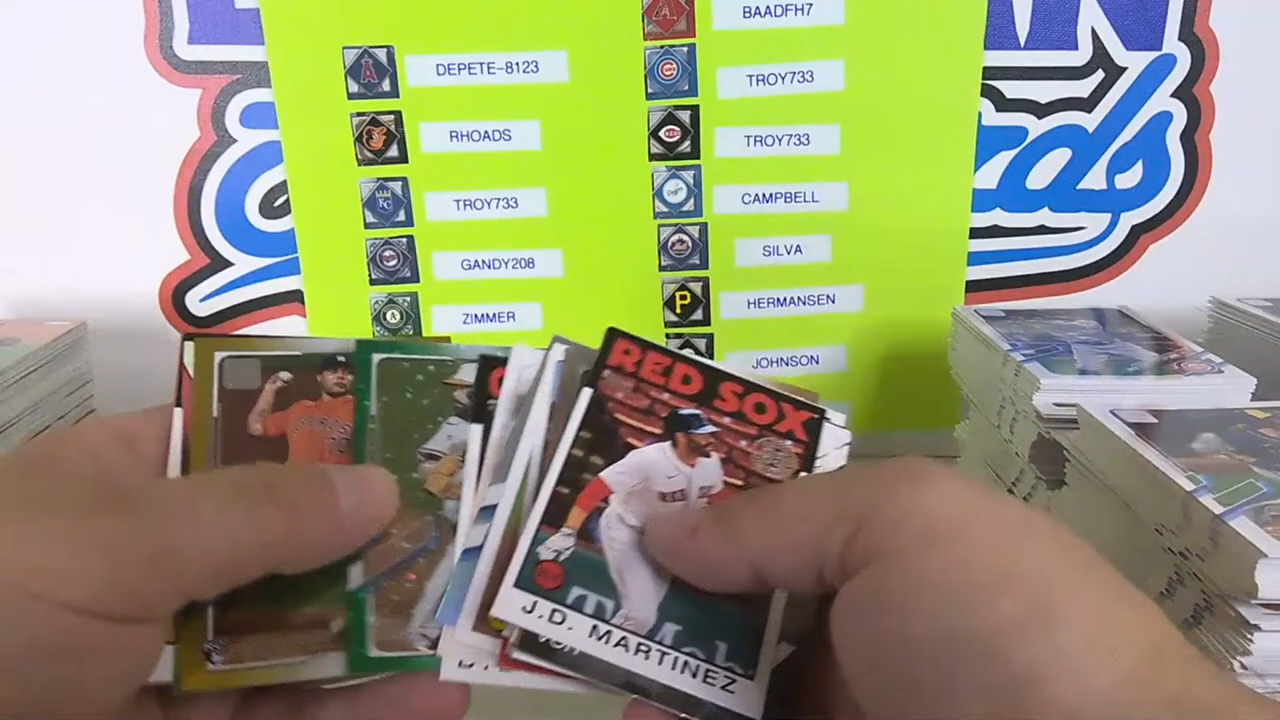 BAADFH7
DEPETE-8123
TROY733
RHOADS
TROY733
TROY733
CAMPBELL
GANDY208
SILVA
ZIMMER
HERMANSEN
JOHNSON
RED SOX
J.D. MARTINEZ